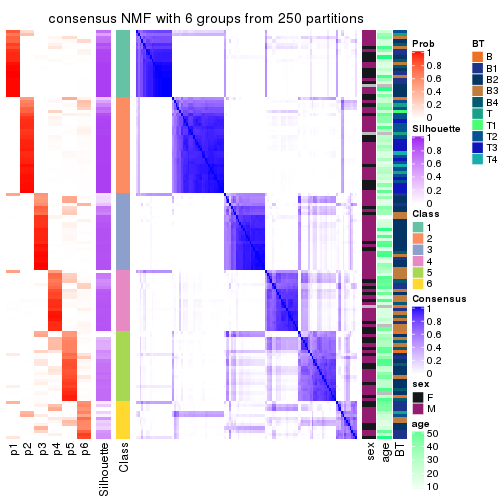 consensus NMF with 6 groups from 250 partitions
p1
p2
p3
p4
p5
p6
Silhouette
Class
sex
age
BT
Prob
1
0.8
0.6
0.4
0.2
0
Silhouette
1
0.8
0.6
0.4
0.2
0
Class
1
2
3
4
5
6
Consensus
1
0.8
0.6
0.4
0.2
0
sex
F
M
age
50
40
30
20
10
BT
B
B1
B2
B3
B4
T
T1
T2
T3
T4